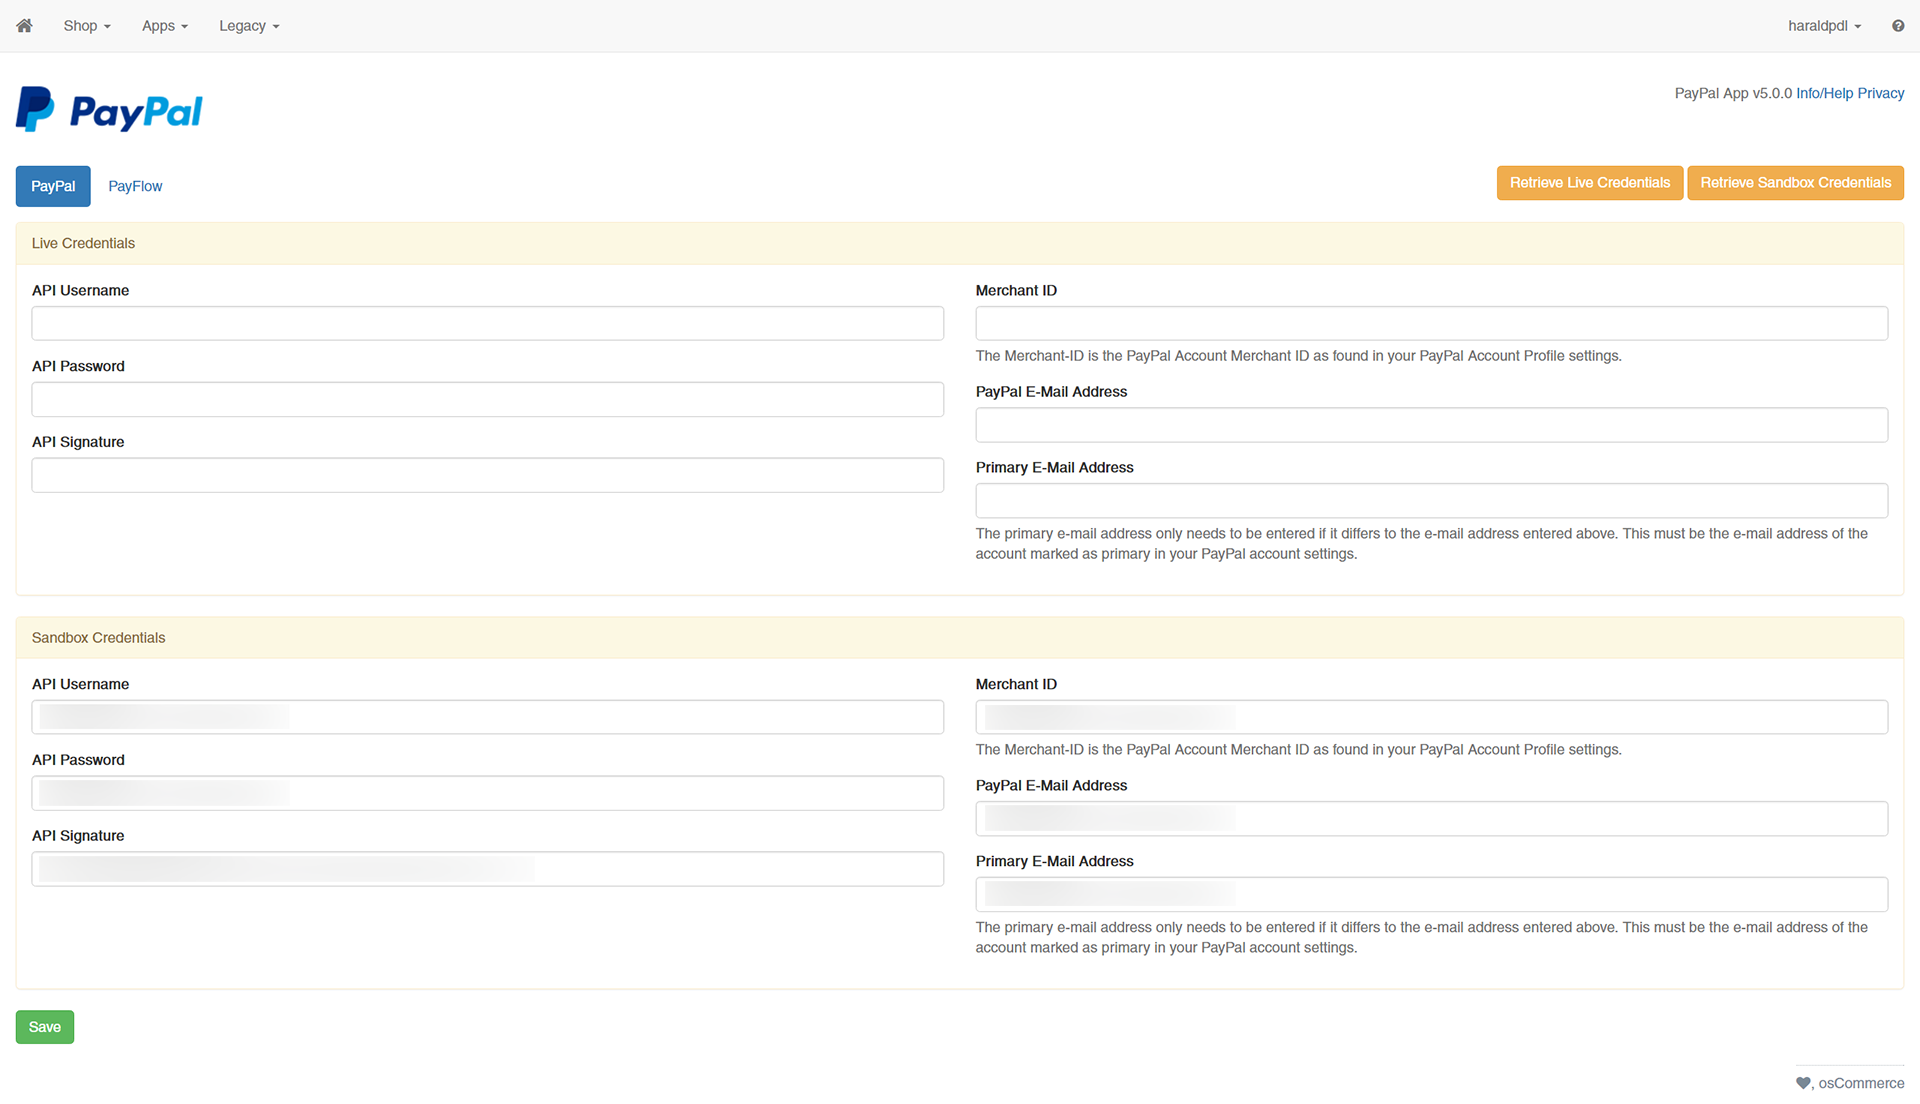 Shop Apps Legacy haraldpdl
PayPal
PayPal App v5.0.0 Info/Help Privacy
PayPal PayFlow Retrieve Live Credentials Retrieve Sandbox Credentials
Live Credentials
API Username
API Password
API Signature
Merchant ID
The Merchant-ID is the PayPal Account Merchant ID as found in your PayPal Account Profile settings.
PayPal E-Mail Address
Primary E-Mail Address
The primary e-mail address only needs to be entered if it differs to the e-mail address entered above. This must be the e-mail address of the
account marked as primary in your PayPal account settings.
Sandbox Credentials
API Username
API Password
API Signature
Merchant ID
The Merchant-ID is the PayPal Account Merchant ID as found in your PayPal Account Profile settings.
PayPal E-Mail Address
Primary E-Mail Address
The primary e-mail address only needs to be entered if it differs to the e-mail address entered above. This must be the e-mail address of the
account marked as primary in your PayPal account settings.
Save
, osCommerce